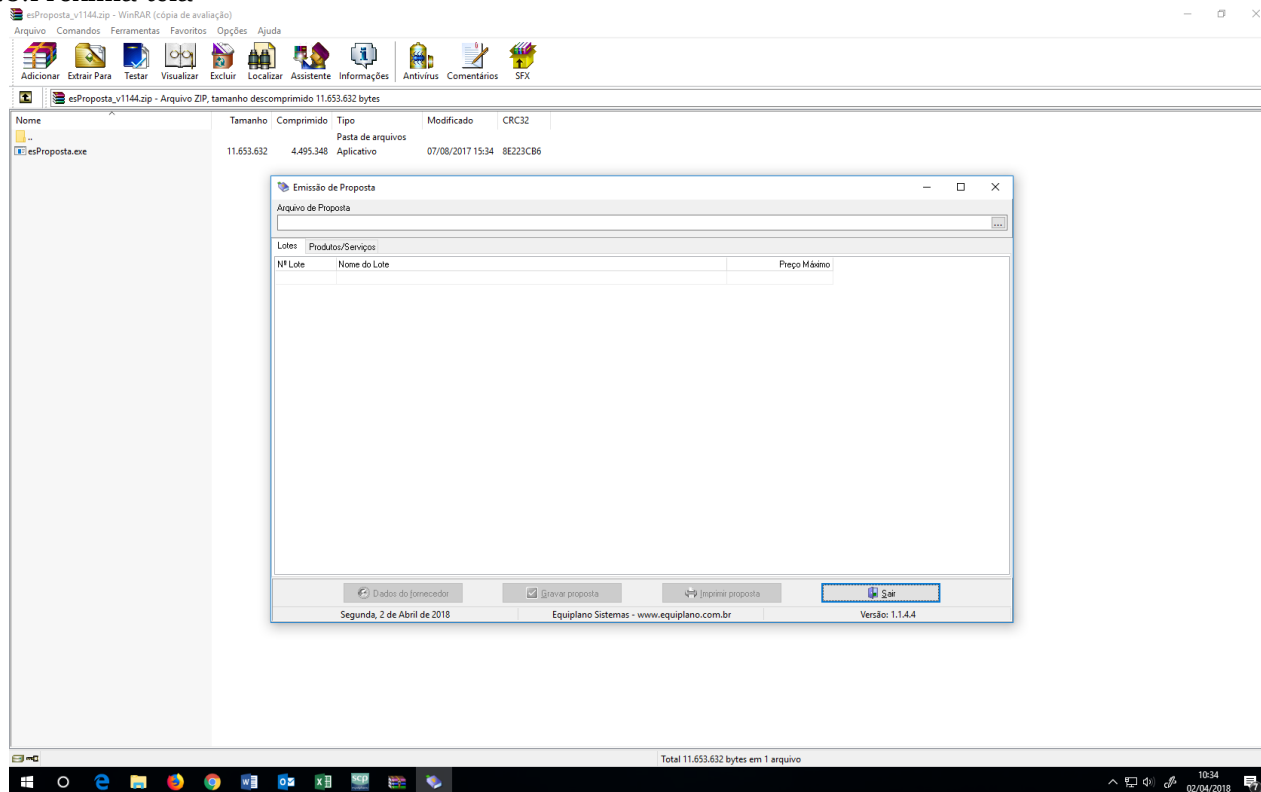 esProposta_v1144.zip - WinRAR (cópia de avaliação)
Arquivo Comandos Ferramentas Favoritos Opções Ajuda
Adicionar Extrair Para Testar Visualizar Excluir Localizar Assistente Informações Antivírus Comentários SFX
esProposta_v1144.zip - Arquivo ZIP, tamanho descomprimido 11.653.632 bytes
Nome Tamanho Comprimido Tipo Modificado CRC32
.. Pasta de arquivos
esProposta.exe 11.653.632 4.495.348 Aplicativo 07/08/2017 15:34 8E223CB6
Emissão de Proposta
Arquivo de Proposta
...
Lotes Produtos/Serviços
Nº Lote Nome do Lote Preço Máximo
Dados do fornecedor Gravar proposta Imprimir proposta Sair
Segunda, 2 de Abril de 2018 Equiplano Sistemas - www.equiplano.com.br Versão: 1.1.4.4
Total 11.653.632 bytes em 1 arquivo
10:34
02/04/2018